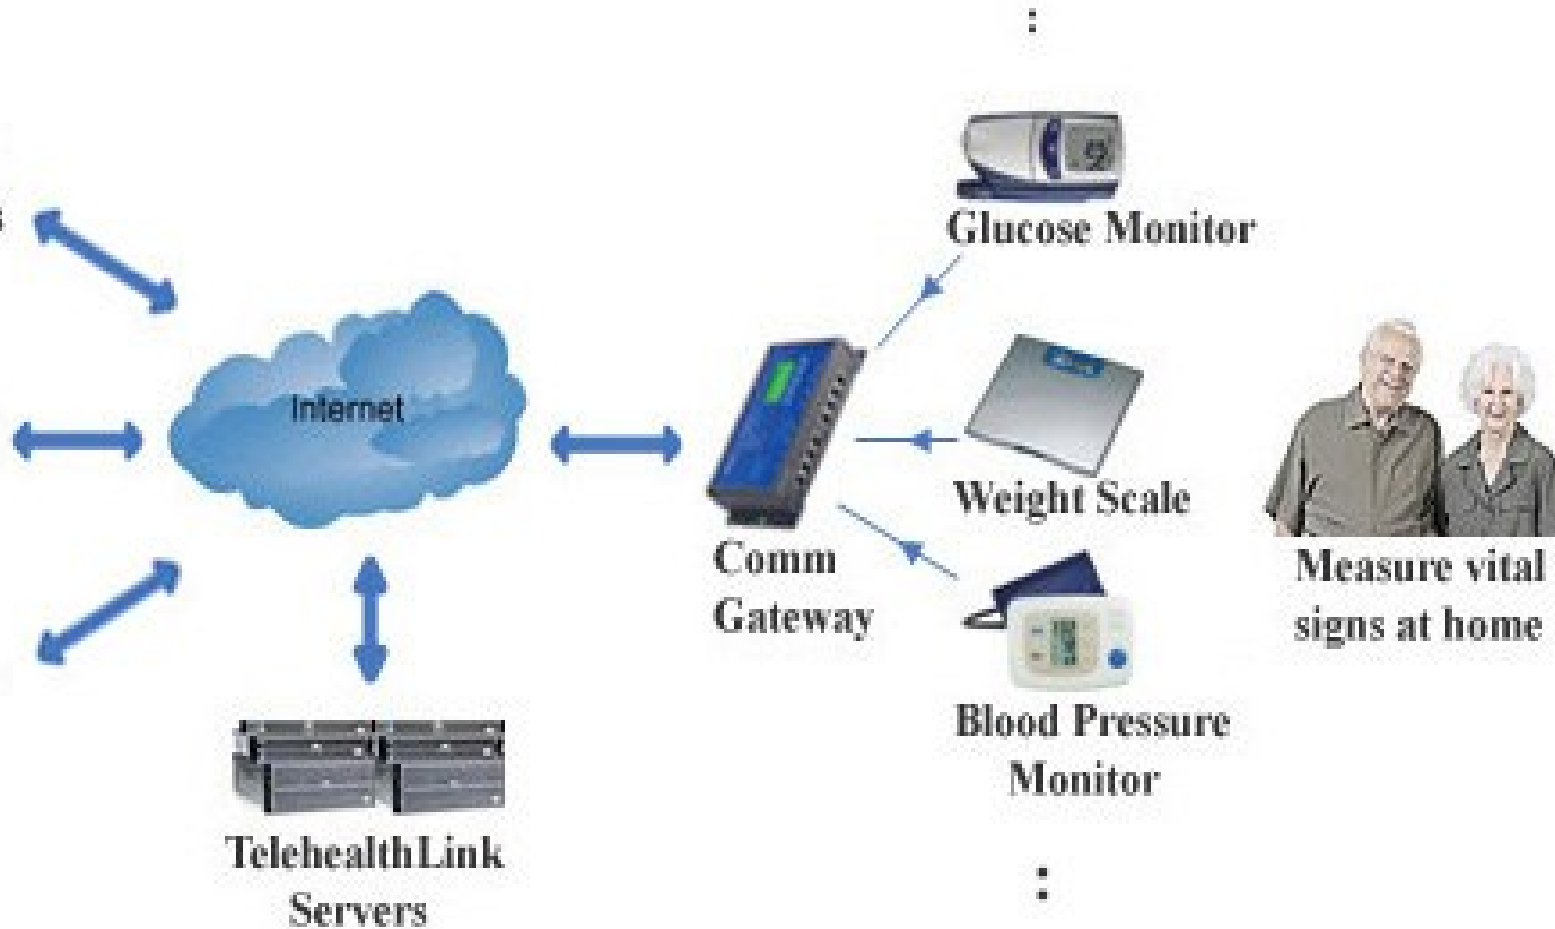 Glucose Monitor
Internet
Weight Scale
Comm
Gateway
Measure vital
signs at home
Blood Pressure
Monitor
TelehealthLink
Servers